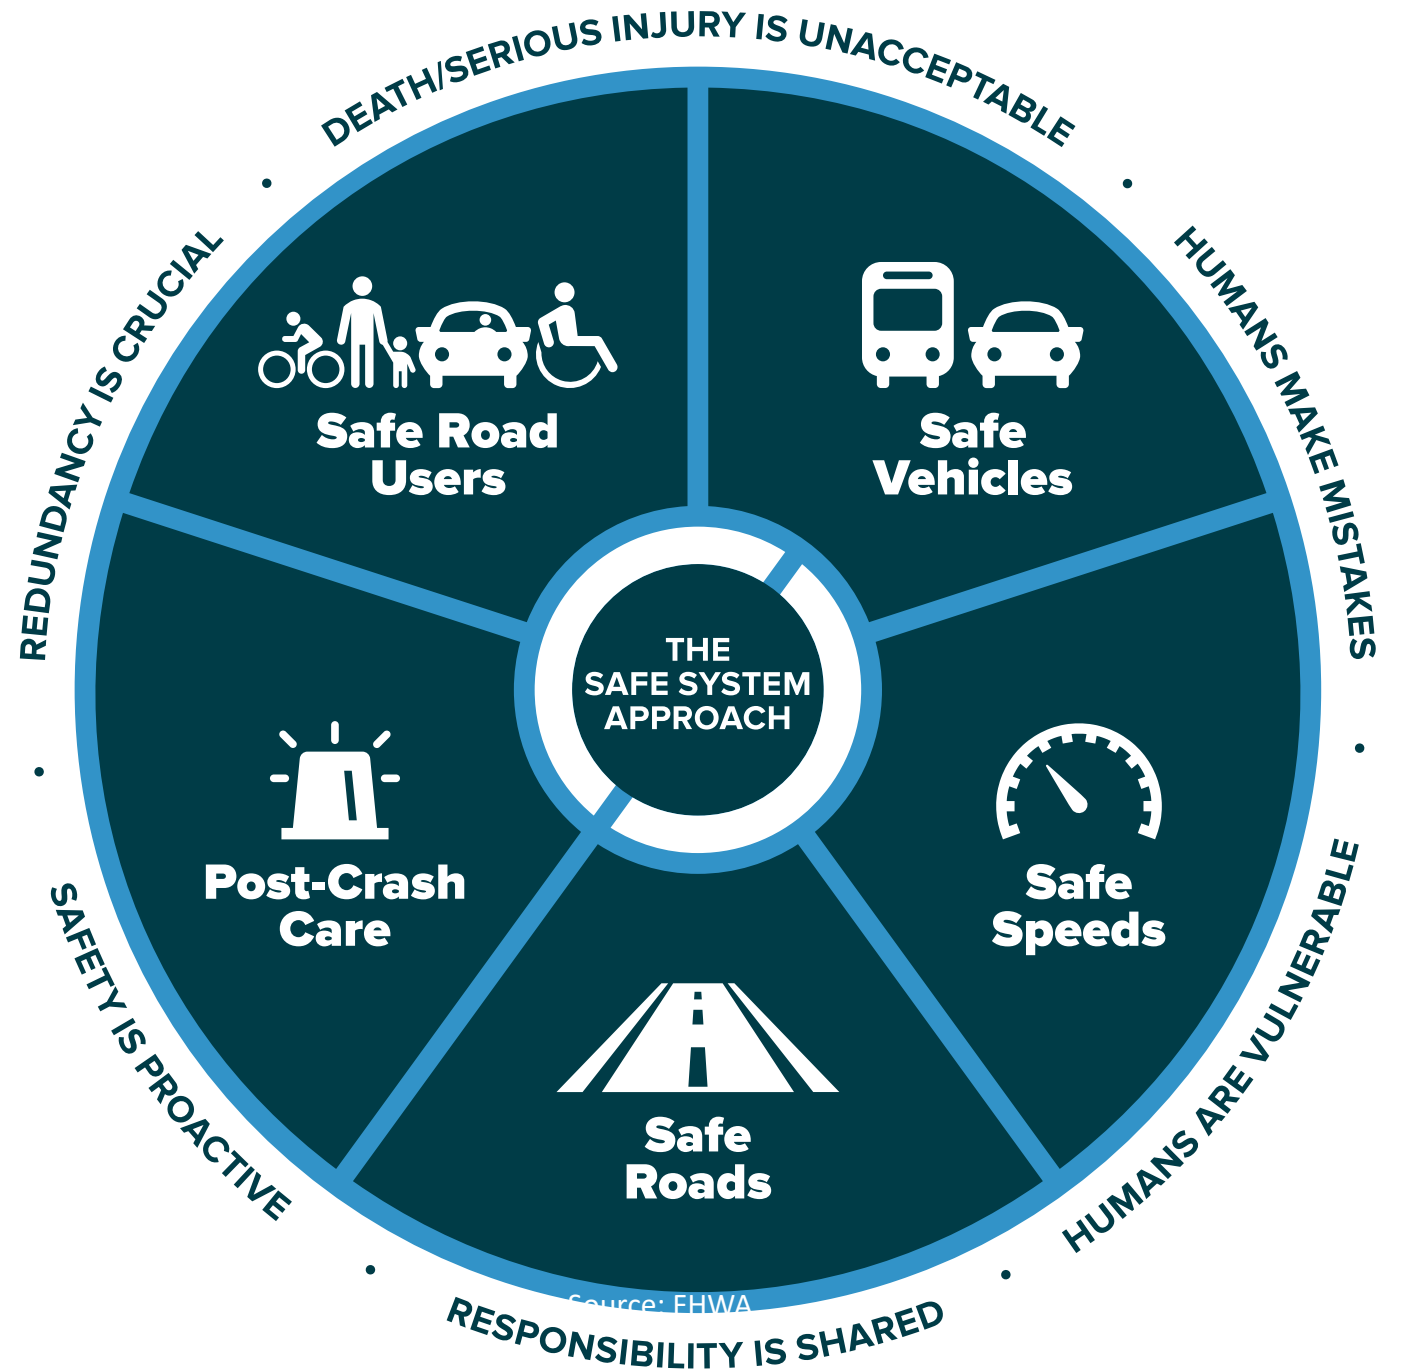 DEATH/SERIOUS INJURY IS UNACCEPTABLE
HUMANS MAKE MISTAKES
HUMANS ARE VULNERABLE
RESPONSIBILITY IS SHARED
SAFETY IS PROACTIVE
REDUNDANCY IS CRUCIAL
Safe Road
Users
Safe
Vehicles
Safe
Speeds
Safe
Roads
Post-Crash
Care
THE
SAFE SYSTEM
APPROACH
Source: FHWA